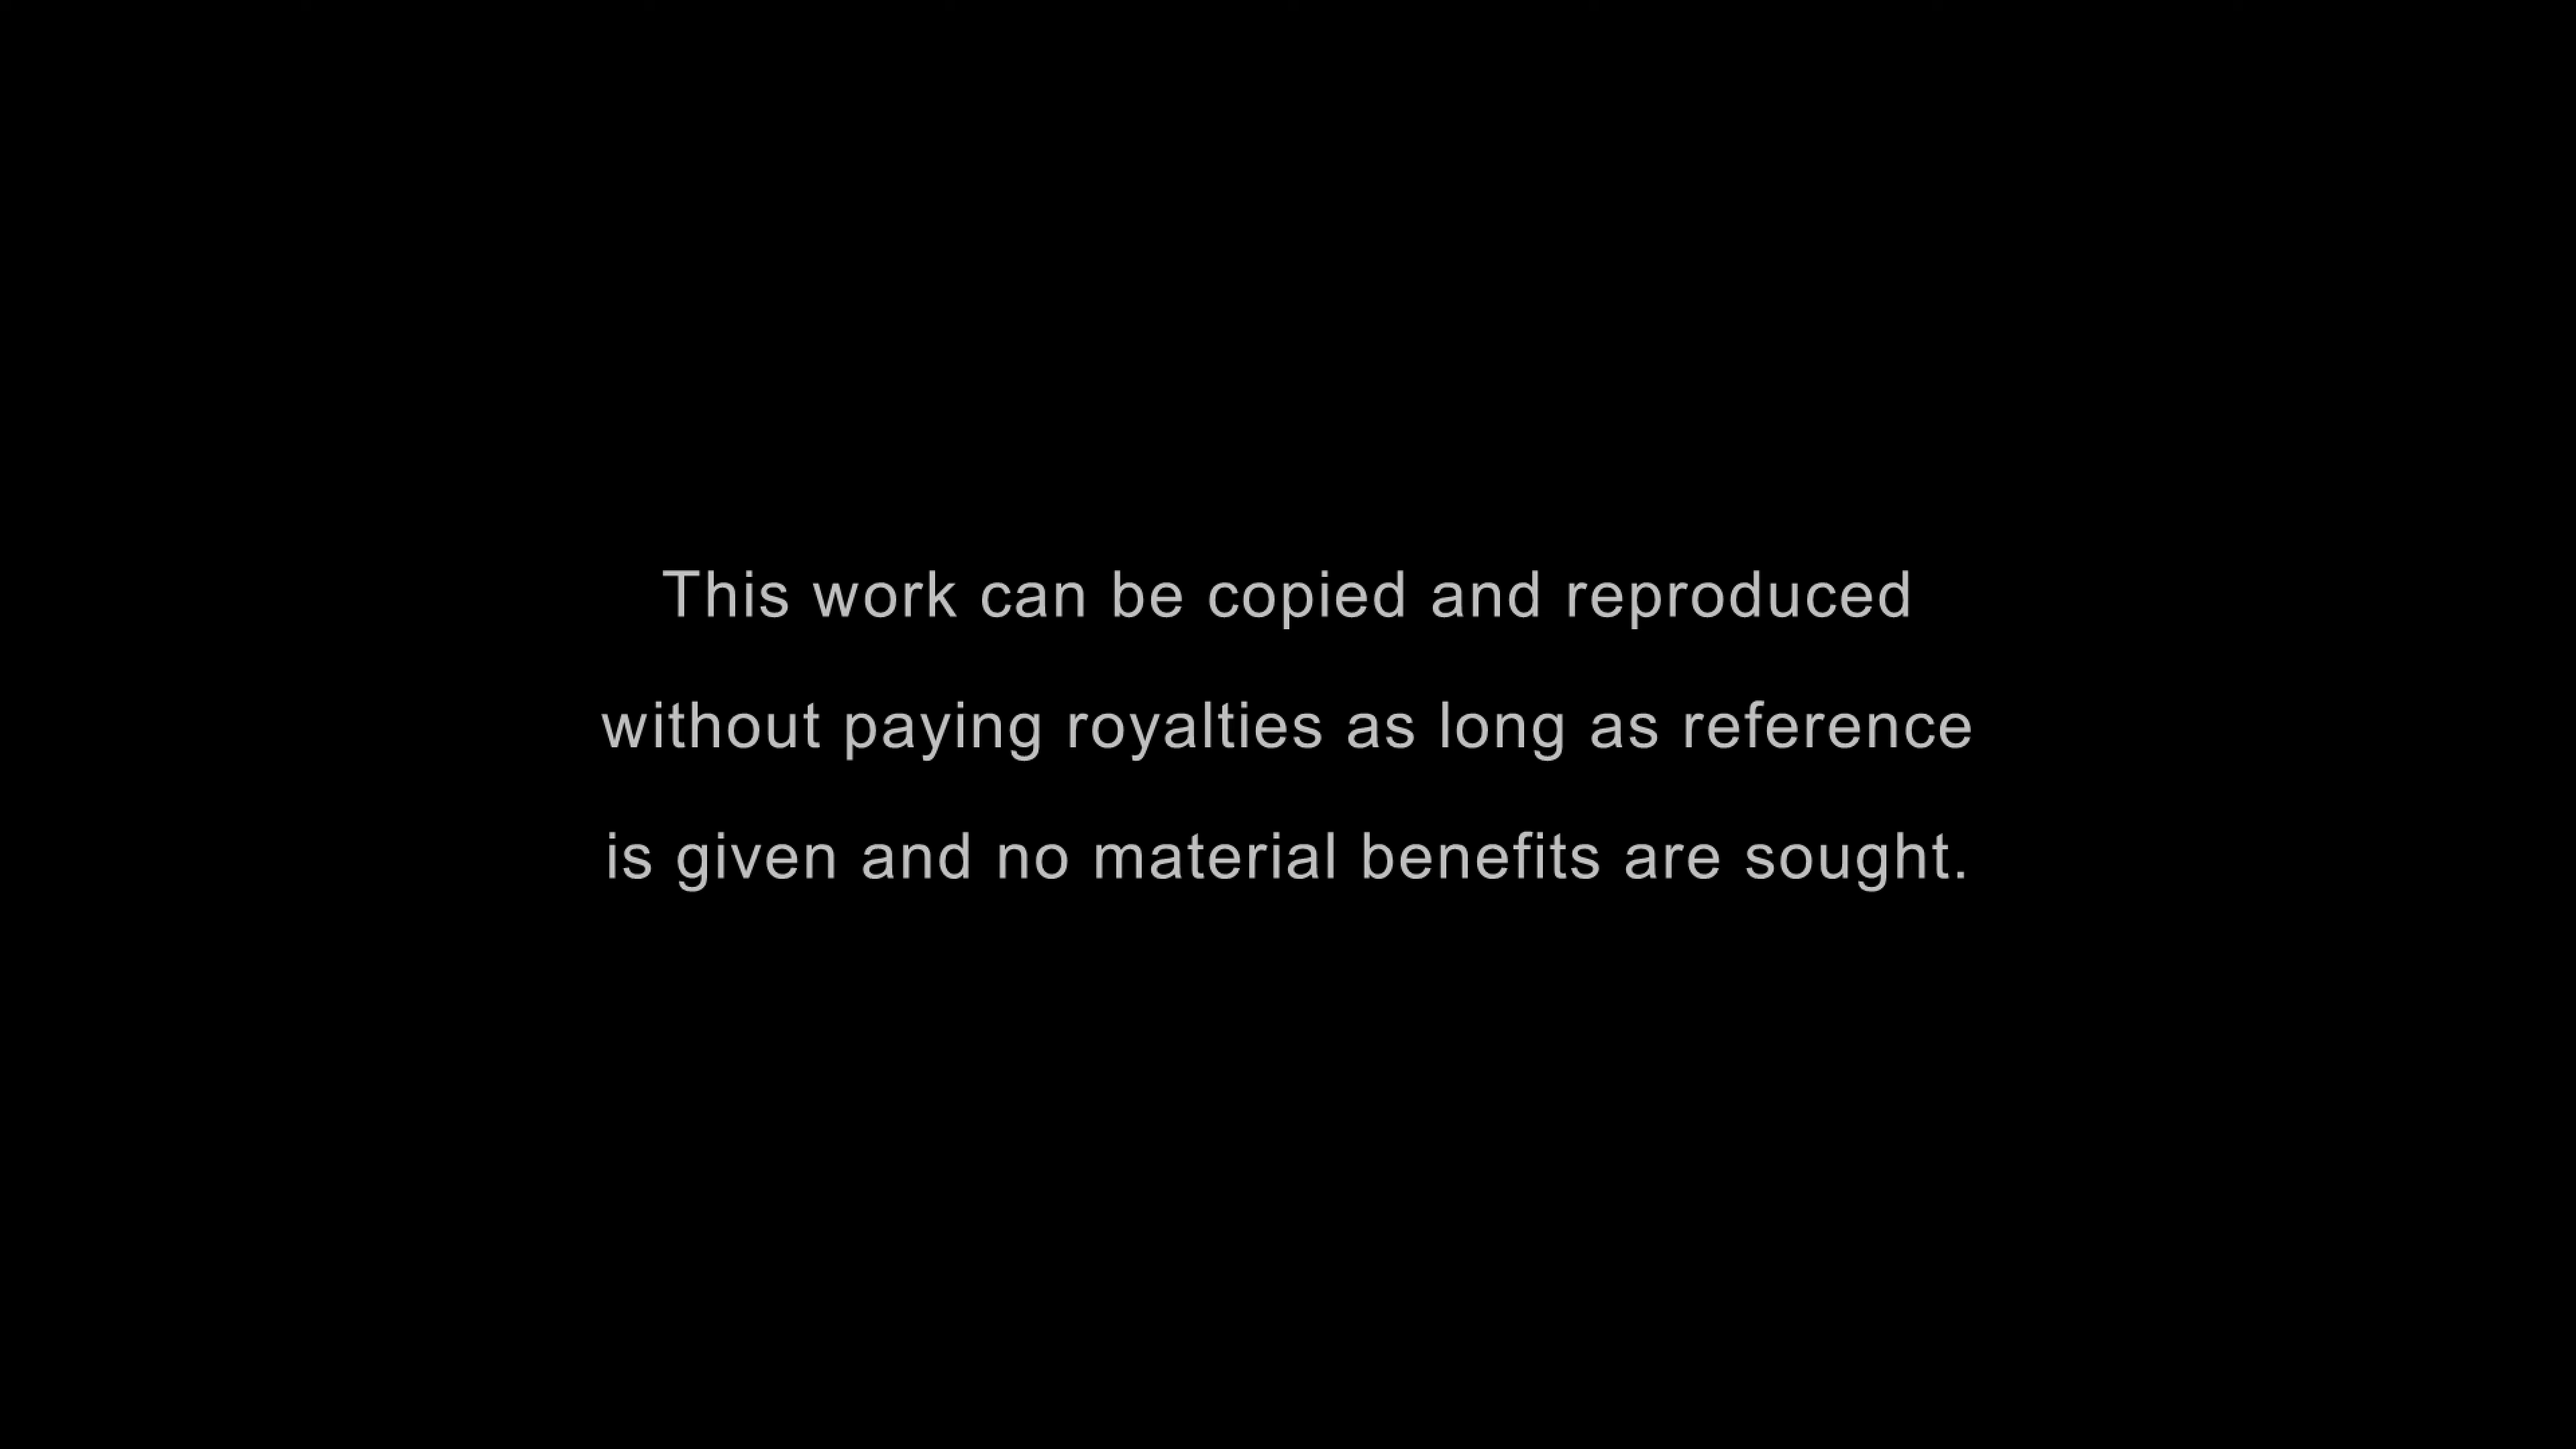 This work can be copied and reproduced
without paying royalties as long as reference
is given and no material benefits are sought.